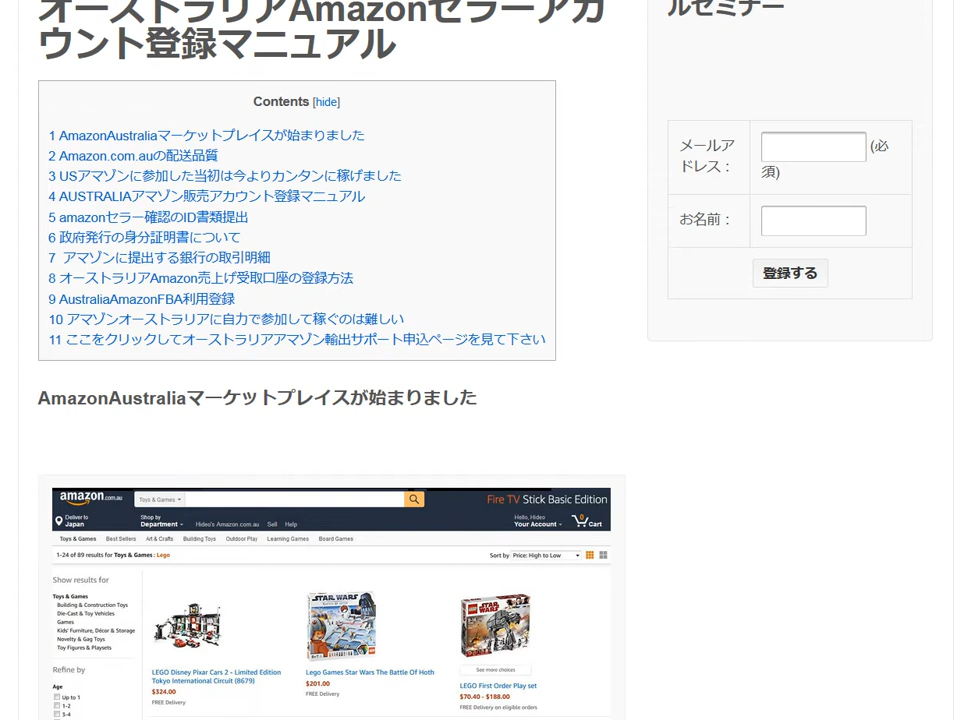 オーストラリアAmazonセラーアカ
ウント登録マニュアル
Contents [hide]
1 AmazonAustraliaマーケットプレイスが始まりました
2 Amazon.com.auの配送品質
3 USアマゾンに参加した当初は今よりカンタンに稼げました
4 AUSTRALIAアマゾン販売アカウント登録マニュアル
5 amazonセラー確認のID書類提出
6 政府発行の身分証明書について
7 アマゾンに提出する銀行の取引明細
8 オーストラリアAmazon売上げ受取口座の登録方法
9 AustraliaAmazonFBA利用登録
10 アマゾンオーストラリアに自力で参加して稼ぐのは難しい
11 ここをクリックしてオーストラリアアマゾン輸出サポート申込ページを見て下さい
AmazonAustraliaマーケットプレイスが始まりました
amazon.com.au
Toys & Games
Fire TV Stick Basic Edition
Deliver to
Japan
Shop by
Department
Hideo's Amazon.com.au Sell Help
Hello, Hideo
Your Account
0
Cart
Toys & Games Best Sellers Art & Crafts Building Toys Outdoor Play Learning Games Board Games
1-24 of 89 results for Toys & Games : Lego
Sort by Price: High to Low
Show results for
Toys & Games
Building & Construction Toys
Die-Cast & Toy Vehicles
Games
Kids' Furniture, Décor & Storage
Novelty & Gag Toys
Toy Figures & Playsets
Refine by
Age
Up to 1
1-2
3-4
LEGO Disney Pixar Cars 2 - Limited Edition
Tokyo International Circuit (8679)
$324.00
FREE Delivery
STAR WARS
Lego Games Star Wars The Battle Of Hoth
$201.00
FREE Delivery
STAR WARS
See more choices
LEGO First Order Play set
$70.40 - $188.00
FREE Delivery on eligible orders
ルセミナー
メールア
ドレス：
(必
須)
お名前：
登録する